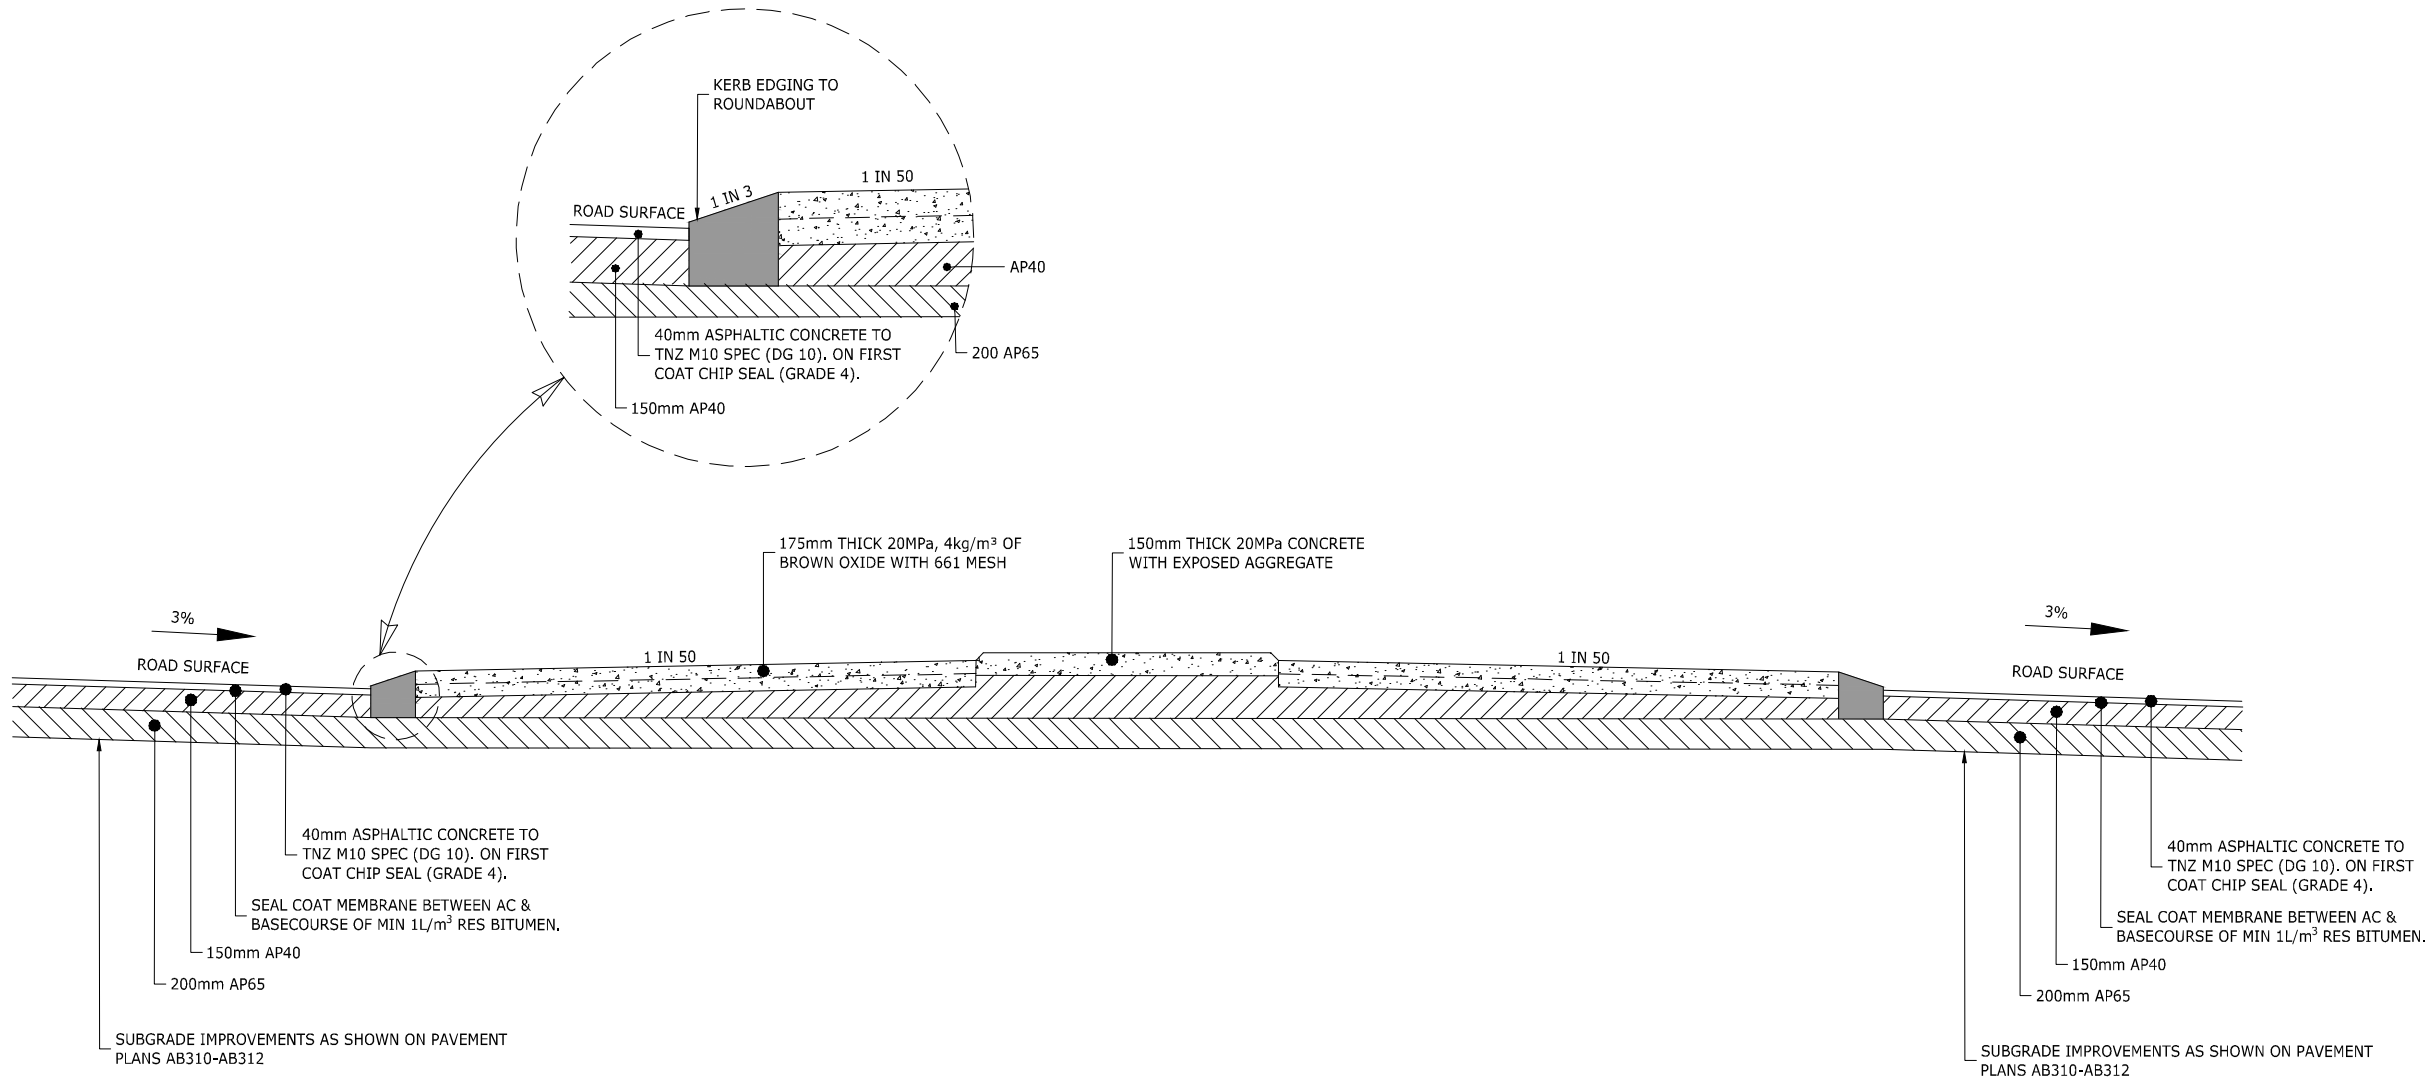 KERB EDGING TO
ROUNDABOUT
1 IN 3
1 IN 50
ROAD SURFACE
AP40
40mm ASPHALTIC CONCRETE TO
TNZ M10 SPEC (DG 10). ON FIRST
COAT CHIP SEAL (GRADE 4).
200 AP65
150mm AP40
175mm THICK 20MPa, 4kg/m³ OF
BROWN OXIDE WITH 661 MESH
150mm THICK 20MPa CONCRETE
WITH EXPOSED AGGREGATE
3%
ROAD SURFACE
1 IN 50
1 IN 50
3%
ROAD SURFACE
40mm ASPHALTIC CONCRETE TO
TNZ M10 SPEC (DG 10). ON FIRST
COAT CHIP SEAL (GRADE 4).
SEAL COAT MEMBRANE BETWEEN AC &
BASECOURSE OF MIN 1L/m³ RES BITUMEN.
150mm AP40
200mm AP65
SUBGRADE IMPROVEMENTS AS SHOWN ON PAVEMENT
PLANS AB310-AB312
40mm ASPHALTIC CONCRETE TO
TNZ M10 SPEC (DG 10). ON FIRST
COAT CHIP SEAL (GRADE 4).
SEAL COAT MEMBRANE BETWEEN AC &
BASECOURSE OF MIN 1L/m³ RES BITUMEN.
150mm AP40
200mm AP65
SUBGRADE IMPROVEMENTS AS SHOWN ON PAVEMENT
PLANS AB310-AB312